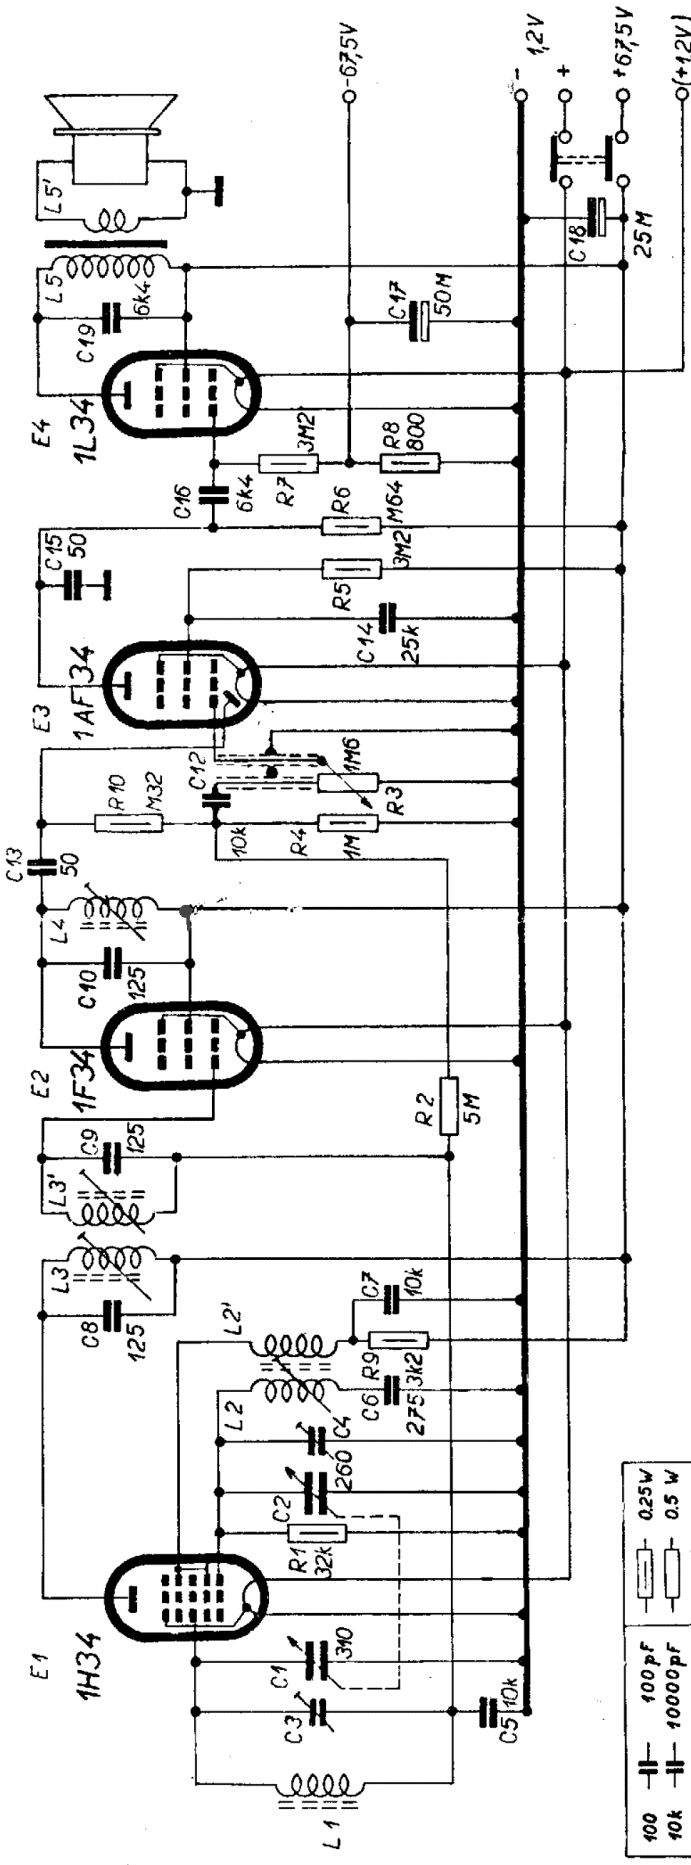 E1
1H34
E2
1F34
E3
1AF34
E4
1L34
L1
C3
C1
310
C5
10k
R1
32k
C2
260
C4
L2
L2'
C6
275
R9
3k2
C7
10k
C8
125
L3
L3'
C9
125
R2
5M
C10
125
L4
C13
50
R10
M32
C12
10k
R4
1M
R3
1M6
C14
25k
R5
3M2
R6
M64
C15
50
C16
6k4
R7
3M2
R8
800
C17
50M
C19
6k4
L5
L5'
C18
25M
-67,5V
-
1,2V
+
+67,5V
(+1,2V)
100 100pF 0.25W
10k 10000pF 0.5 W